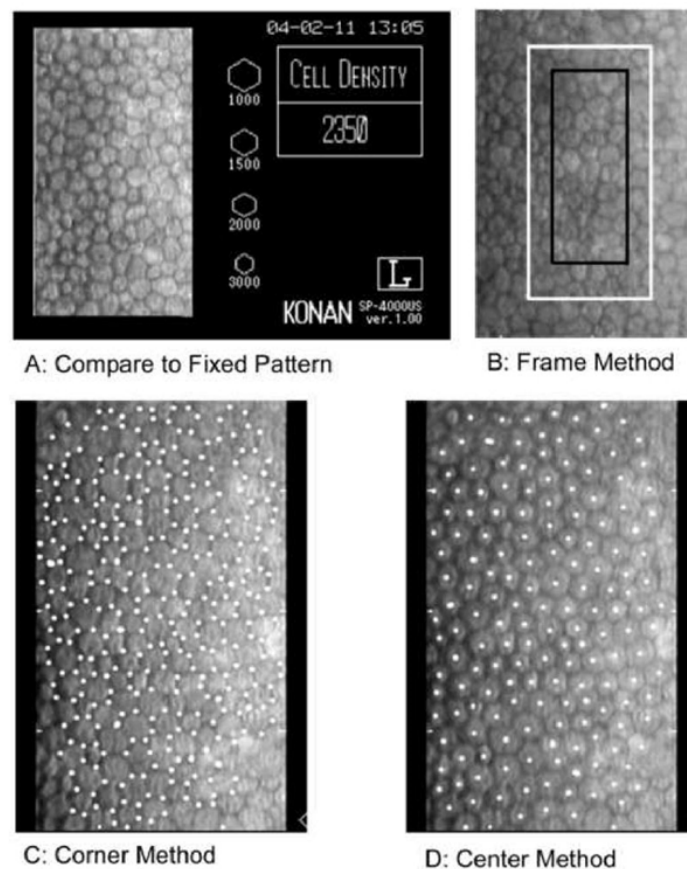 04-02-11 13:05
CELL DENSITY
2350
1000
1500
2000
3000
L
KONAN SP-4000US
ver.1.00
A: Compare to Fixed Pattern
B: Frame Method
C: Corner Method
D: Center Method